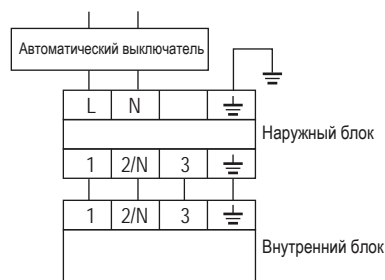 Автоматический выключатель
L N
Наружный блок
1 2/N 3
1 2/N 3
Внутренний блок